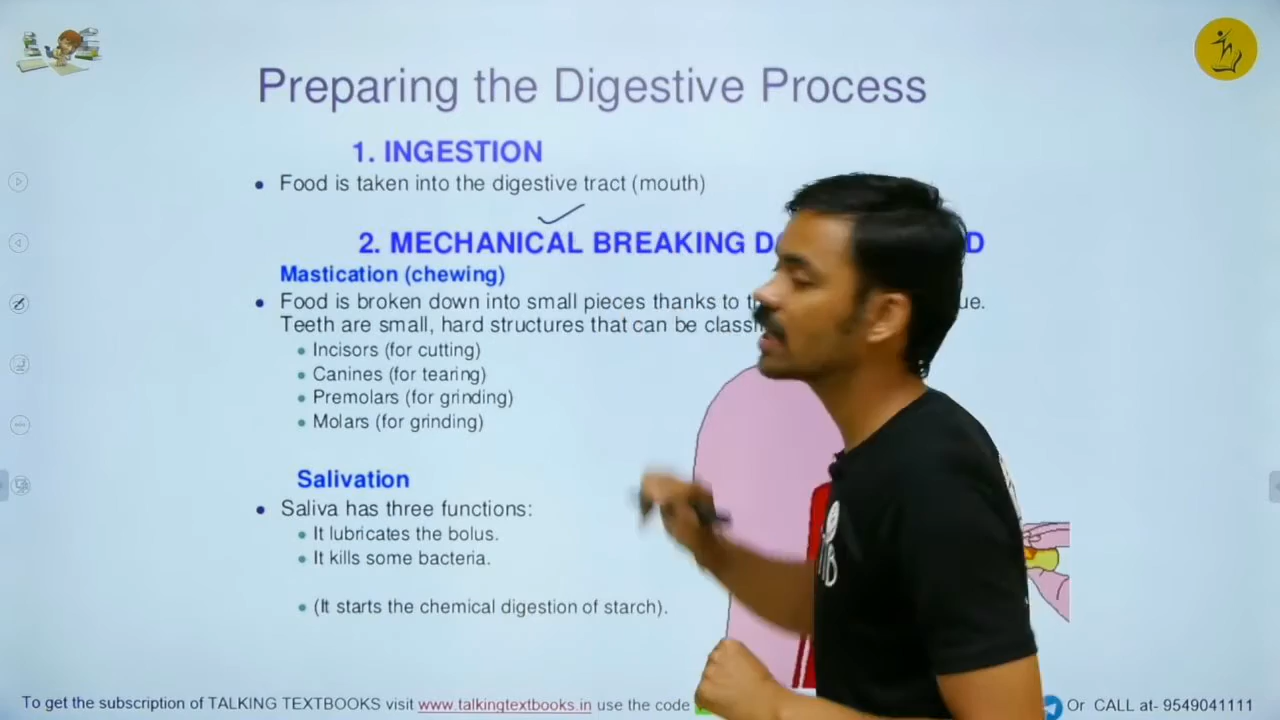 Preparing the Digestive Process
1. INGESTION
Food is taken into the digestive tract (mouth)
2. MECHANICAL BREAKING
Mastication (chewing)
Food is broken down into small pieces thanks to
Teeth are small, hard structures that can be
Incisors (for cutting)
Canines (for tearing)
Premolars (for grinding)
Molars (for grinding)
Salivation
Saliva has three functions:
It lubricates the bolus.
It kills some bacteria.
(It starts the chemical digestion of starch).
To get the subscription of TALKING TEXTBOOKS visit www.talkingtextbooks.in use the code Or CALL at- 9549041111